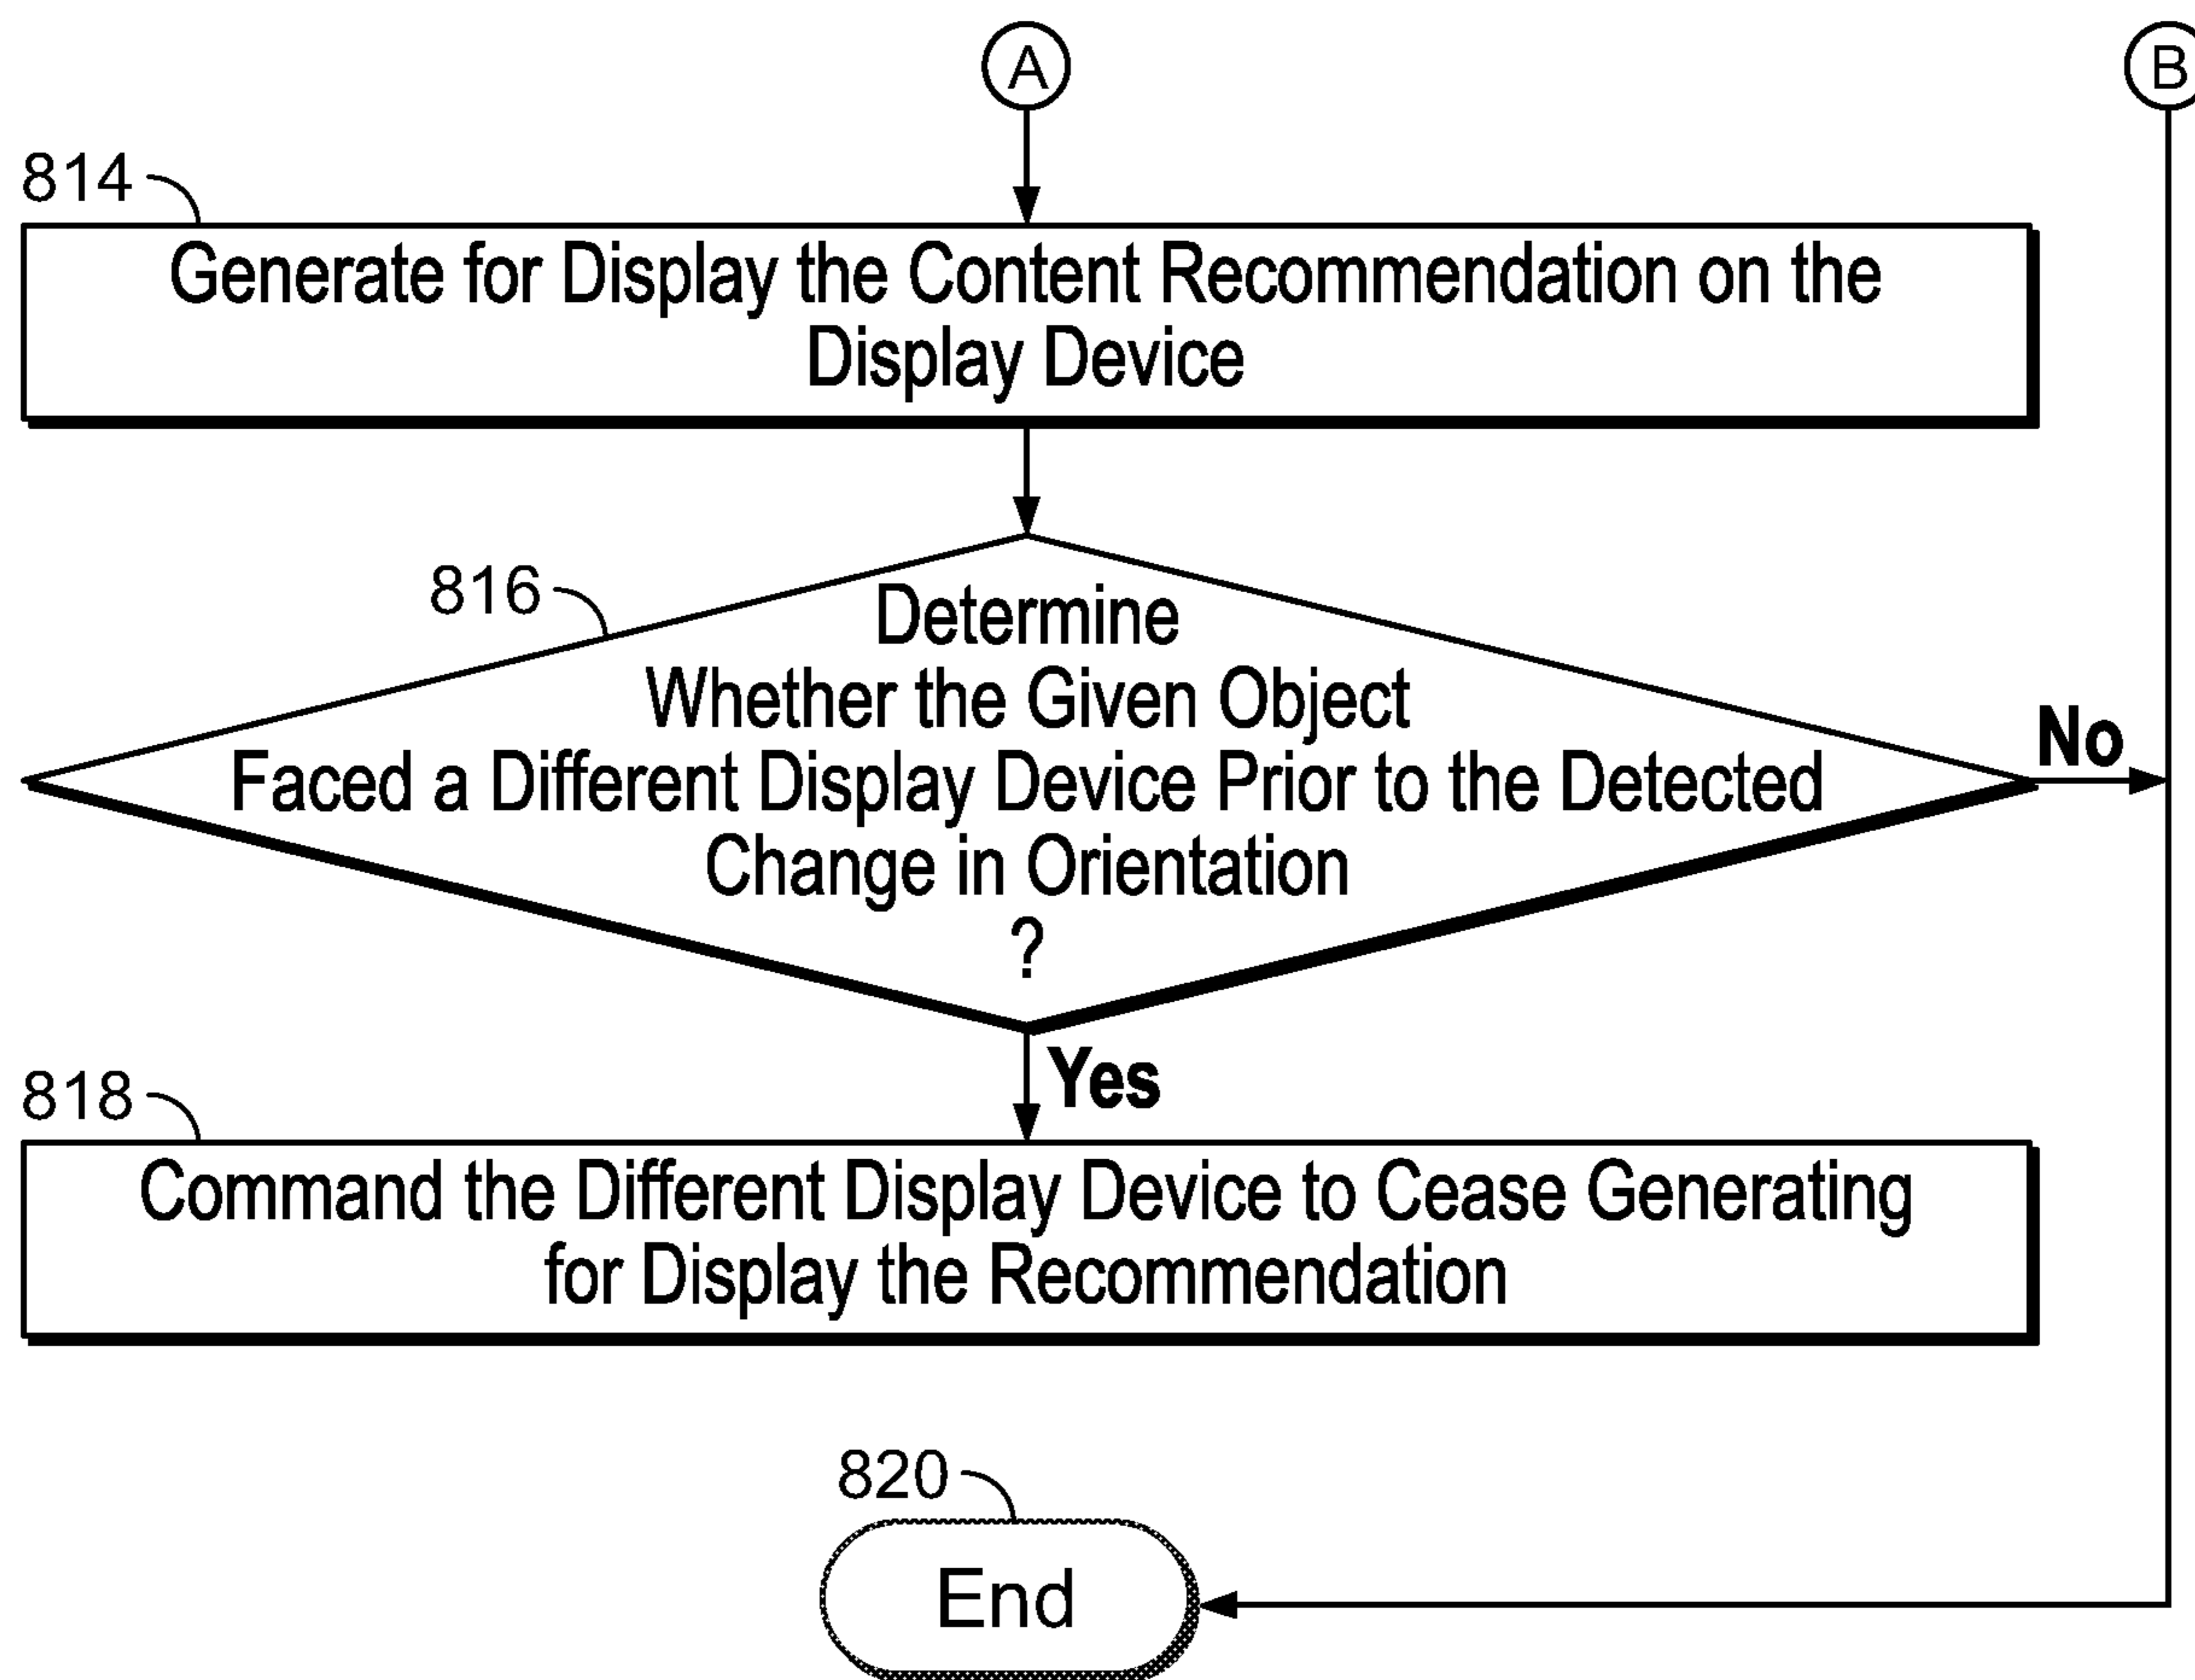 A
B
814
Generate for Display the Content Recommendation on the
Display Device
816
Determine
Whether the Given Object
Faced a Different Display Device Prior to the Detected
Change in Orientation
?
No
Yes
818
Command the Different Display Device to Cease Generating
for Display the Recommendation
820
End